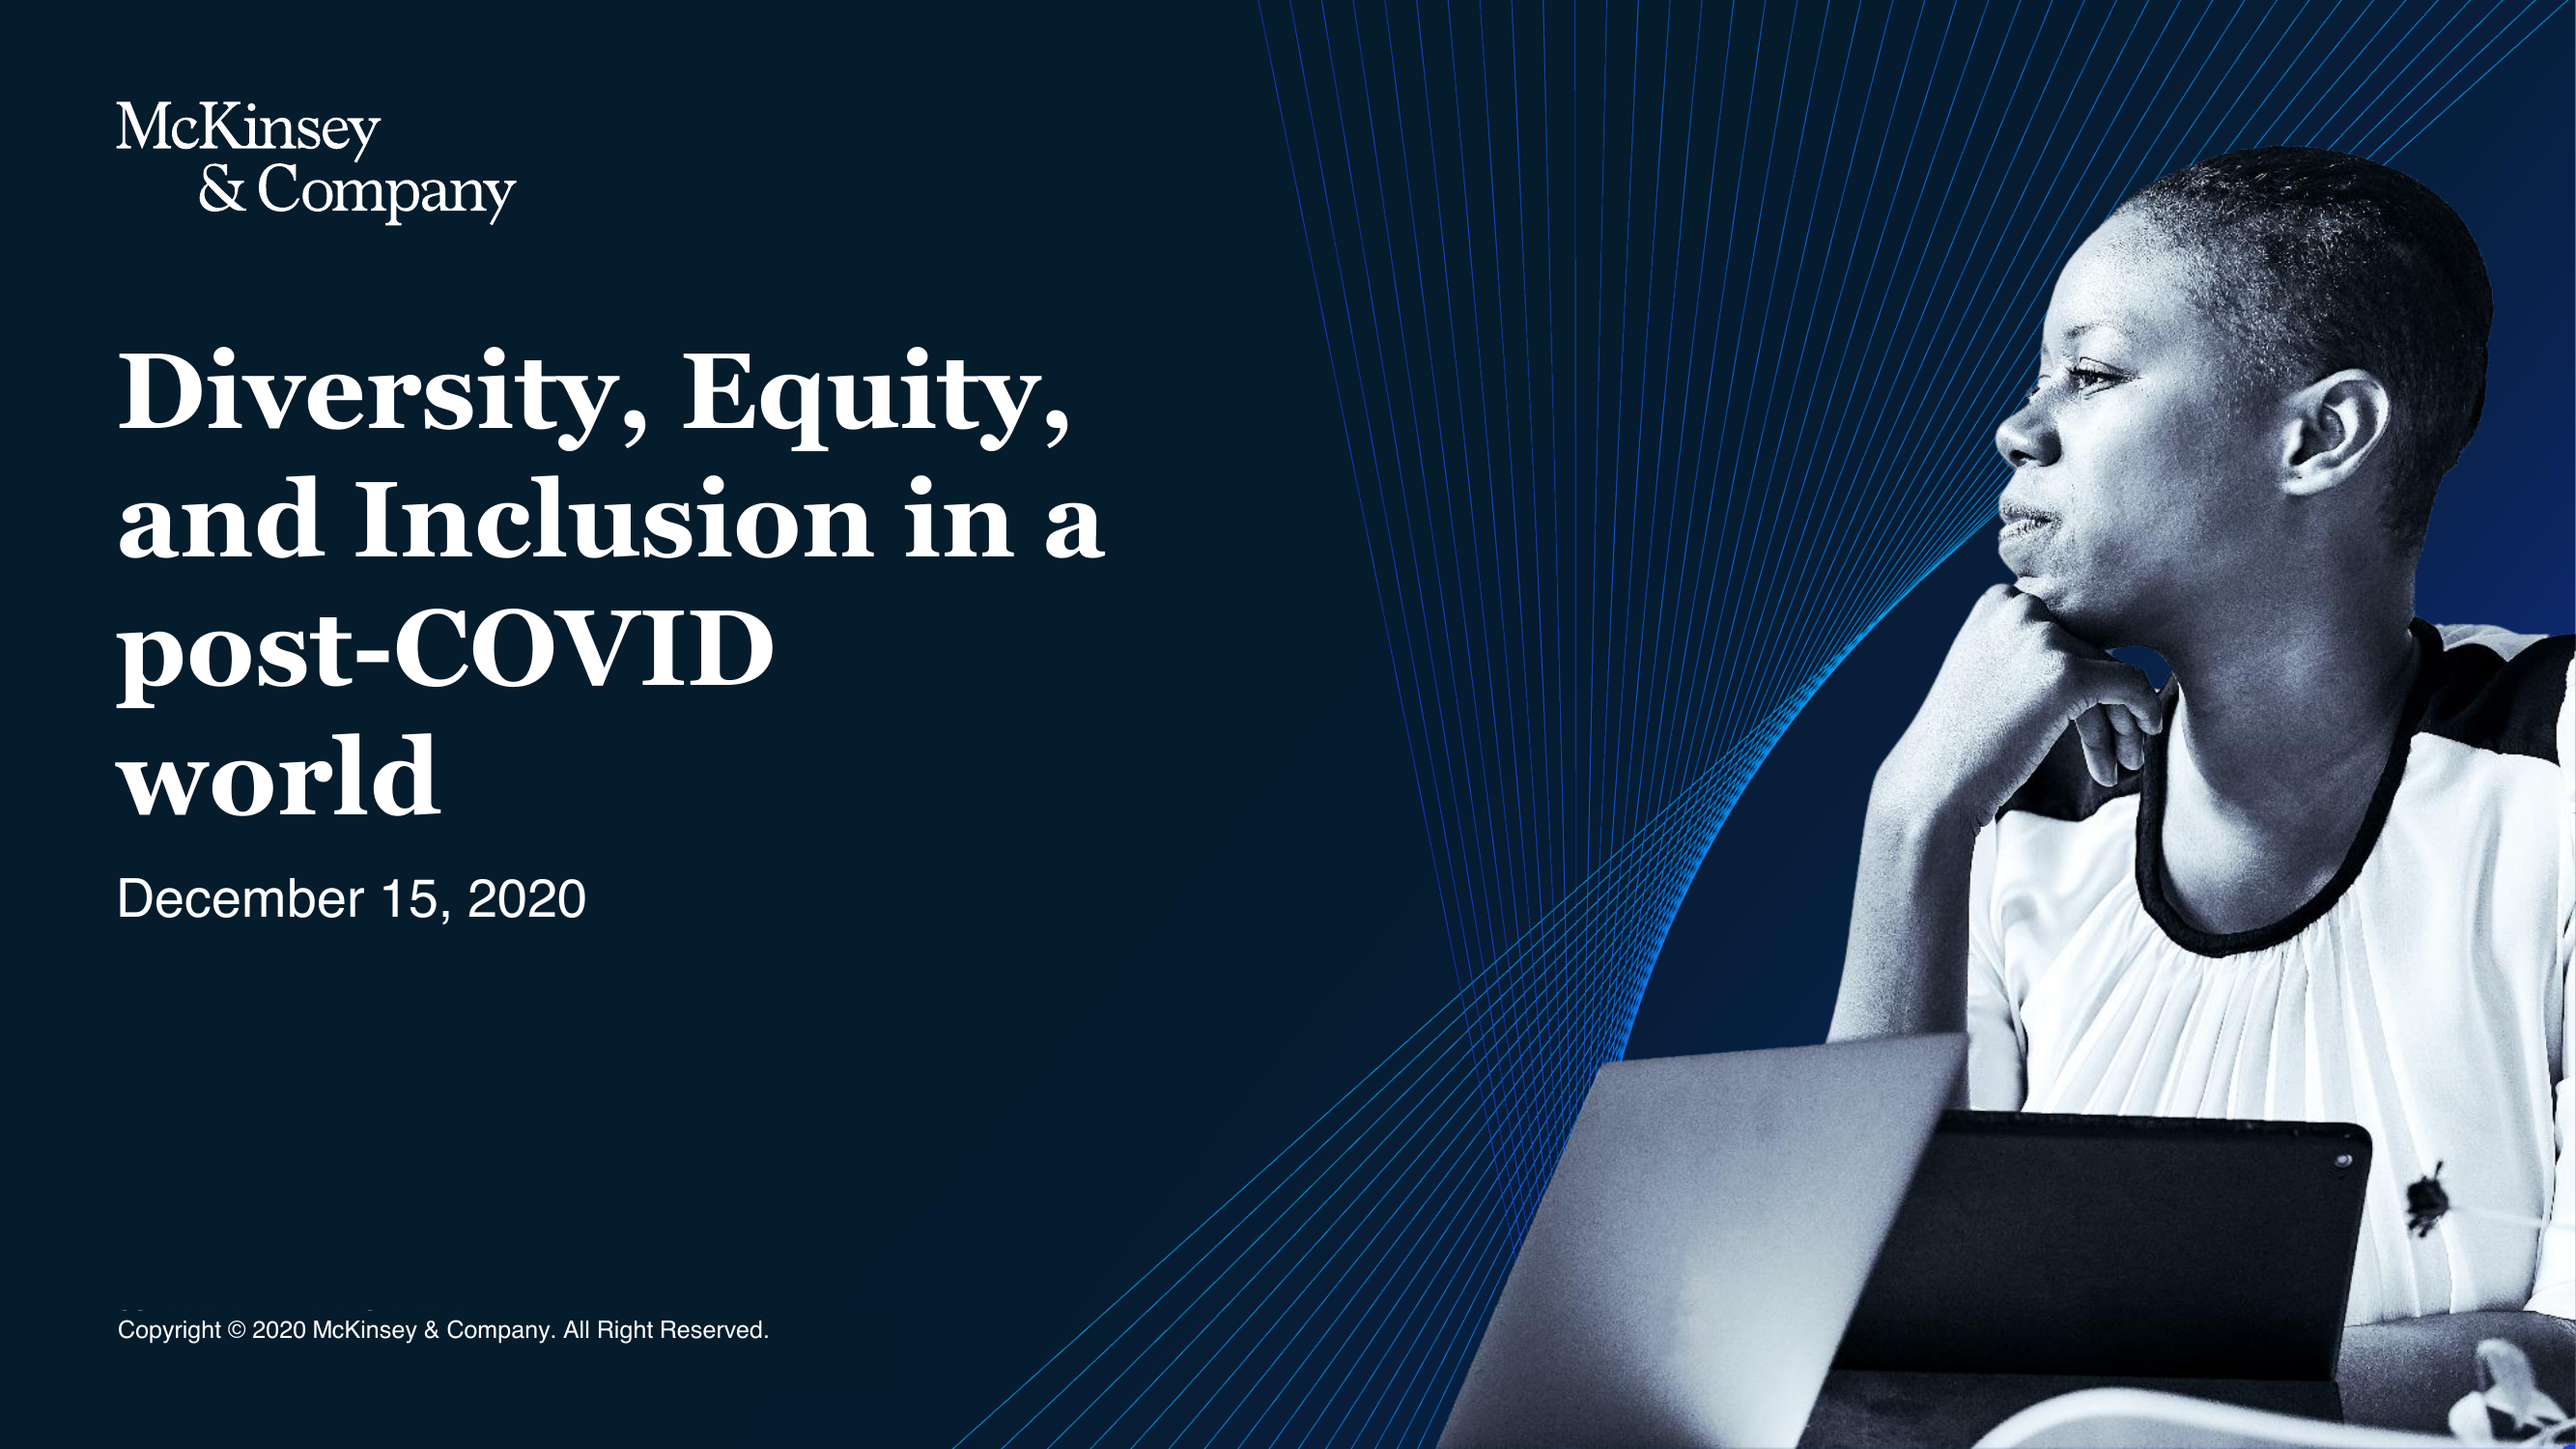 McKinsey
& Company
Diversity, Equity,
and Inclusion in a
post-COVID
world
December 15, 2020
Copyright © 2020 McKinsey & Company. All Right Reserved.